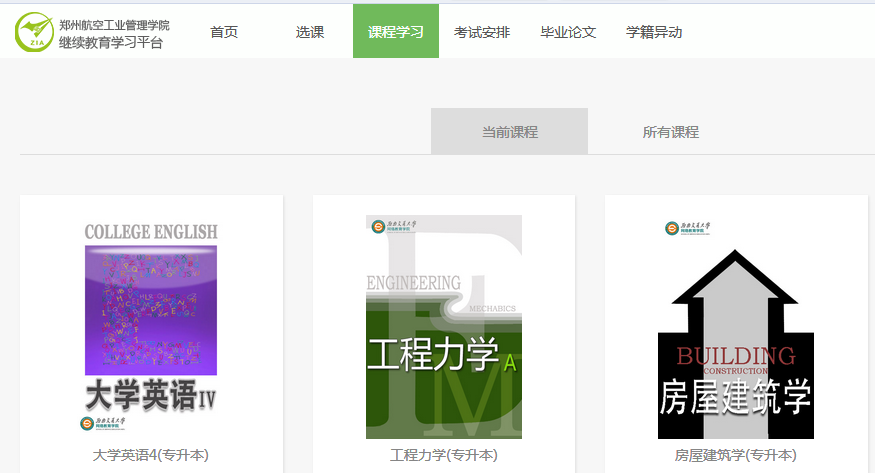 郑州航空工业管理学院
继续教育学习平台
ZIA
首页 选课 课程学习 考试安排 毕业论文 学籍异动
当前课程 所有课程
COLLEGE ENGLISH
大学英语IV
大学英语4(专升本)
ENGINEERING
MECHABICS
工程力学A
工程力学(专升本)
BUILDING
CONSTRUCTION
房屋建筑学
房屋建筑学(专升本)